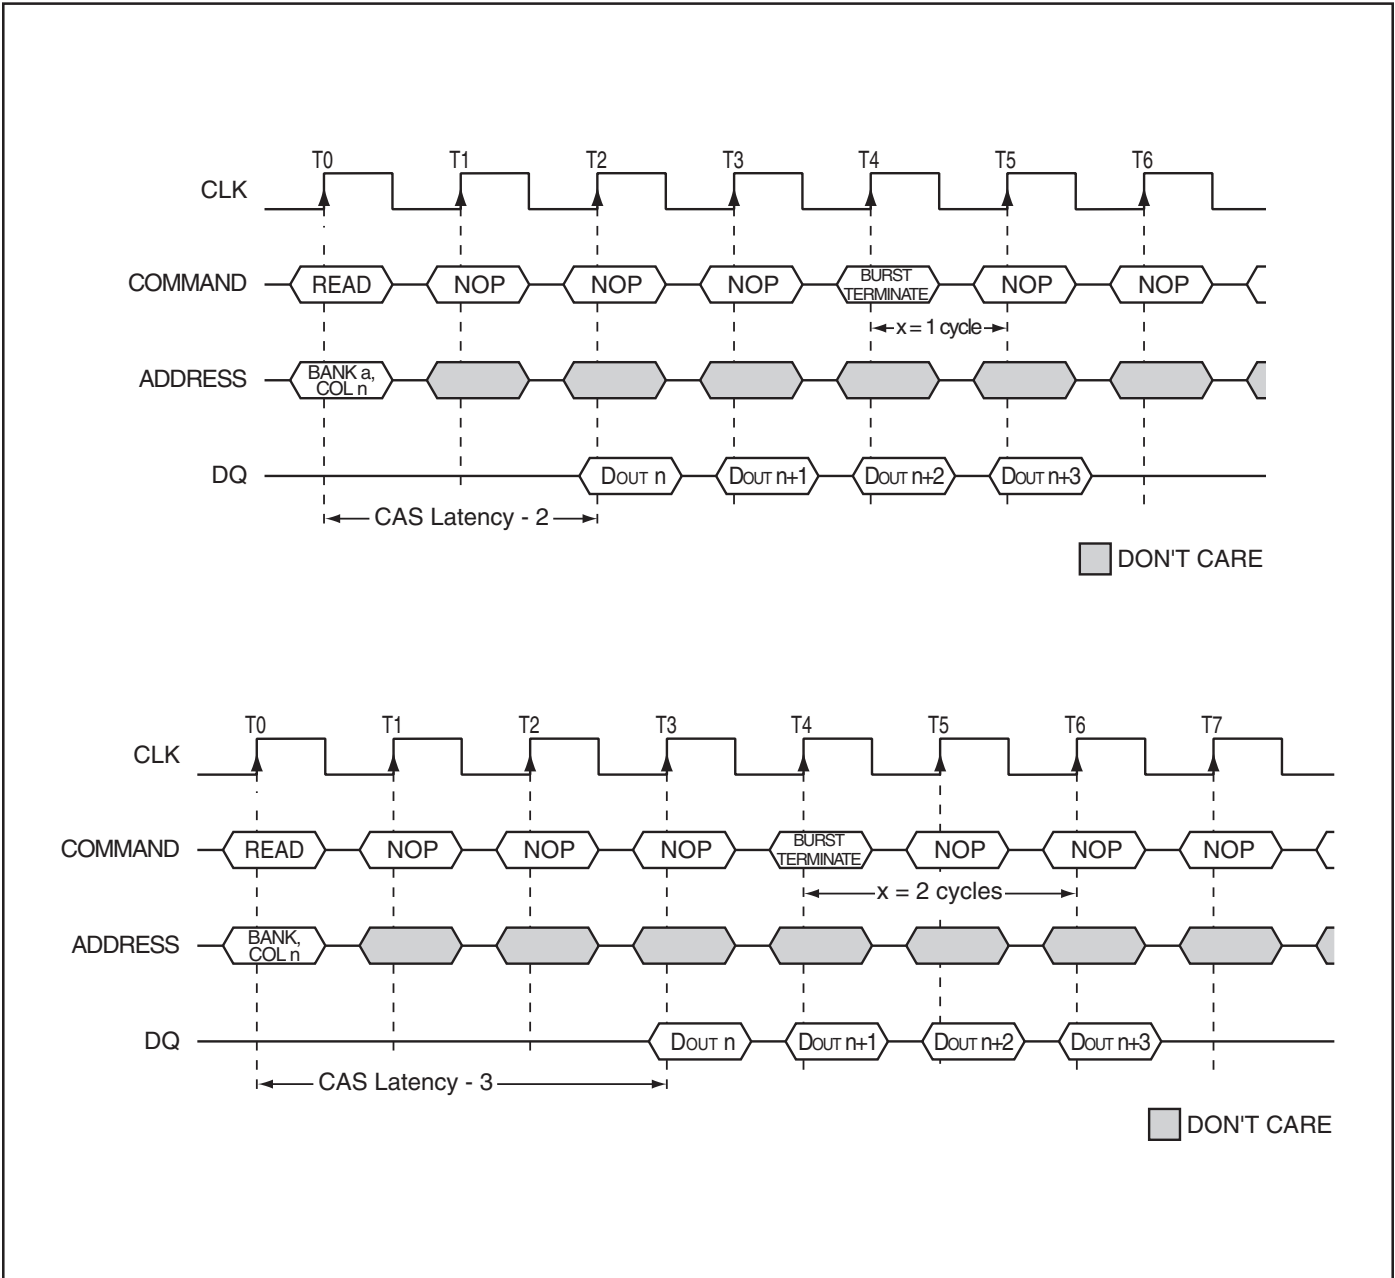 T0 T1 T2 T3 T4 T5 T6
CLK
COMMAND READ NOP NOP NOP BURST TERMINATE NOP NOP
x = 1 cycle
ADDRESS BANK a, COL n
DQ DOUT n DOUT n+1 DOUT n+2 DOUT n+3
CAS Latency - 2
DON'T CARE
T0 T1 T2 T3 T4 T5 T6 T7
CLK
COMMAND READ NOP NOP NOP BURST TERMINATE NOP NOP NOP
x = 2 cycles
ADDRESS BANK, COL n
DQ DOUT n DOUT n+1 DOUT n+2 DOUT n+3
CAS Latency - 3
DON'T CARE